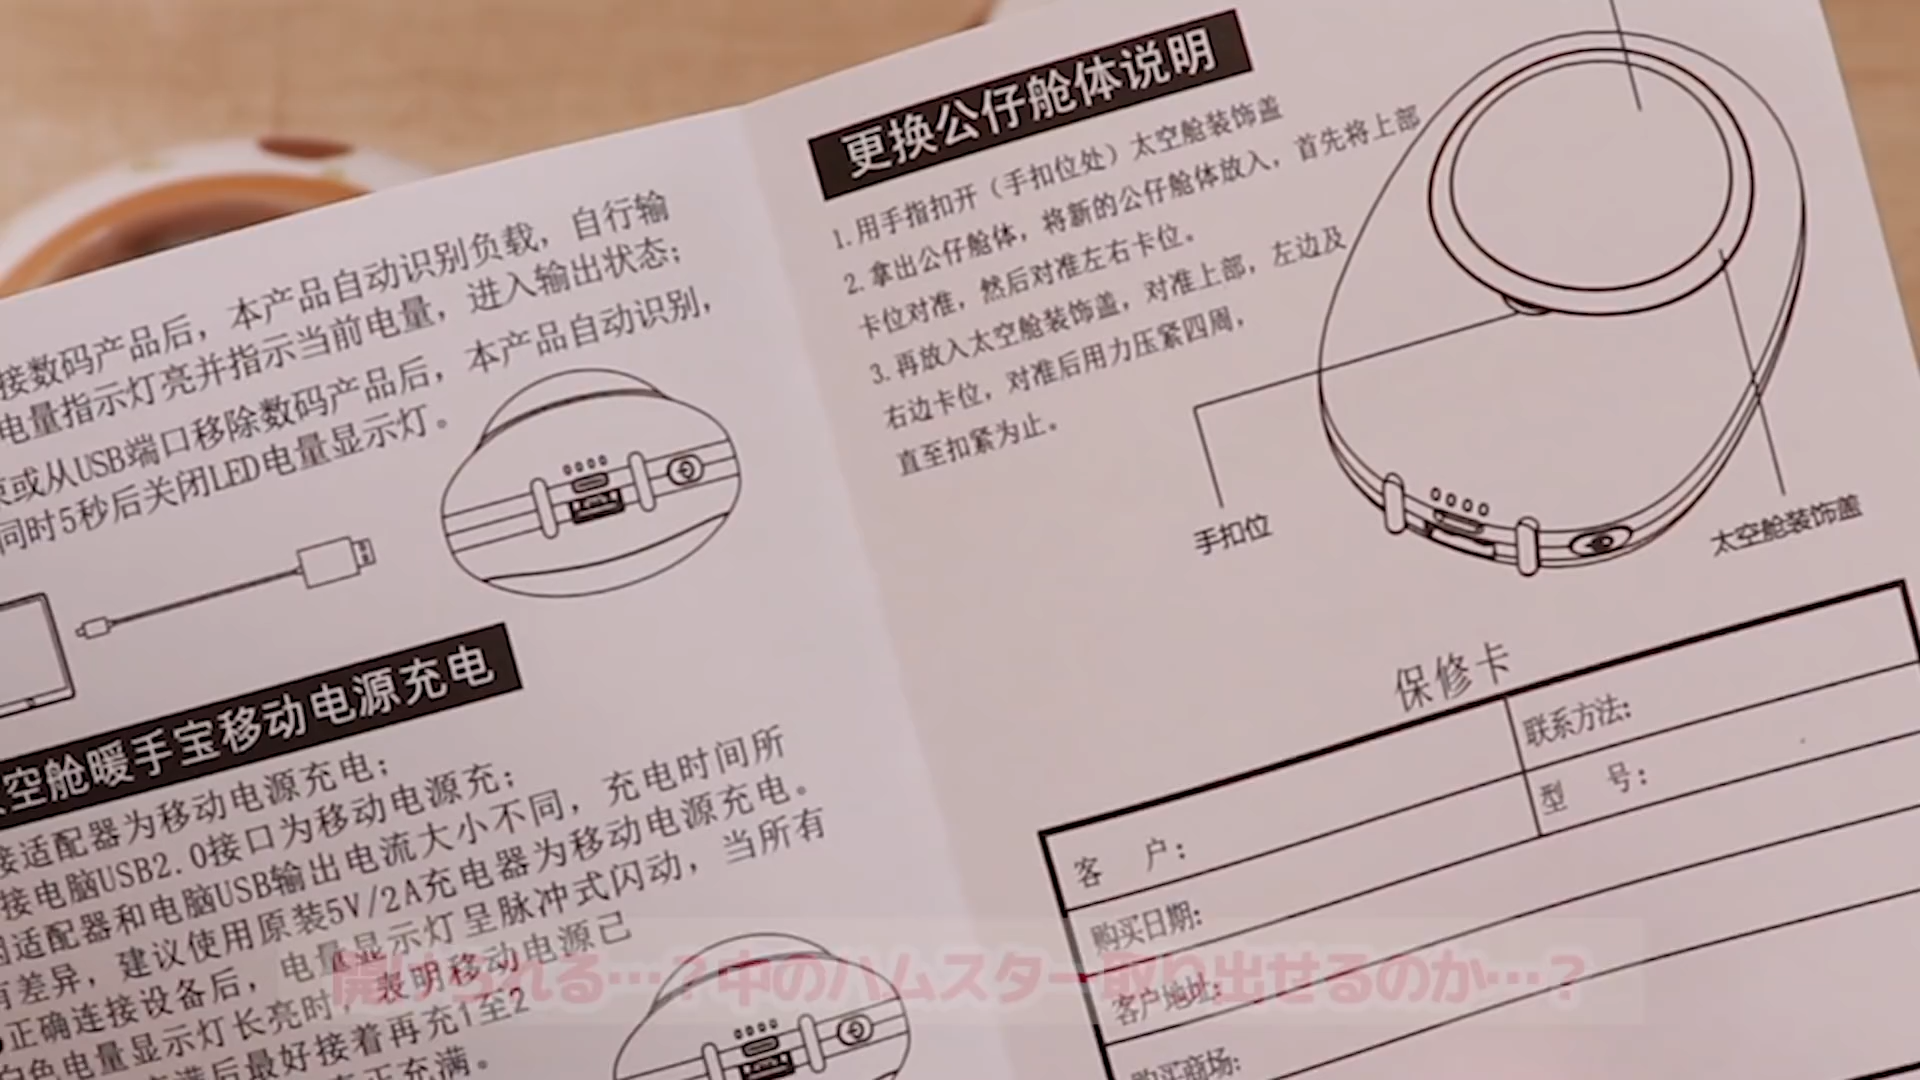 接数码产品后，本产品自动识别负载，自行输
电量指示灯亮并指示当前电量，进入输出状态；
或从USB端口移除数码产品后，本产品自动识别，
同时5秒后关闭LED电量显示灯。
空舱暖手宝移动电源充电
接适配器为移动电源充电；
接电脑USB2.0接口为移动电源充；
适配器和电脑USB输出电流大小不同，充电时间所
有差异，建议使用原装5V/2A充电器为移动电源充电。
正确连接设备后，电量显示灯呈脉冲式闪动，当所有
白色电量显示灯长亮时，表明移动电源已
满后最好接着再充1至2
正充满。
更换公仔舱体说明
1.用手指扣开（手扣位处）太空舱装饰盖
2.拿出公仔舱体，将新的公仔舱体放入，首先将上部
卡位对准，然后对准左右卡位。
3.再放入太空舱装饰盖，对准上部，左边及
右边卡位，对准后用力压紧四周，
直至扣紧为止。
手扣位
太空舱装饰盖
保修卡
客 户：
联系方法：
型 号：
购买日期：
客户地址：
购买商场：
開けられる…？中のハムスター取り出せるのか…？